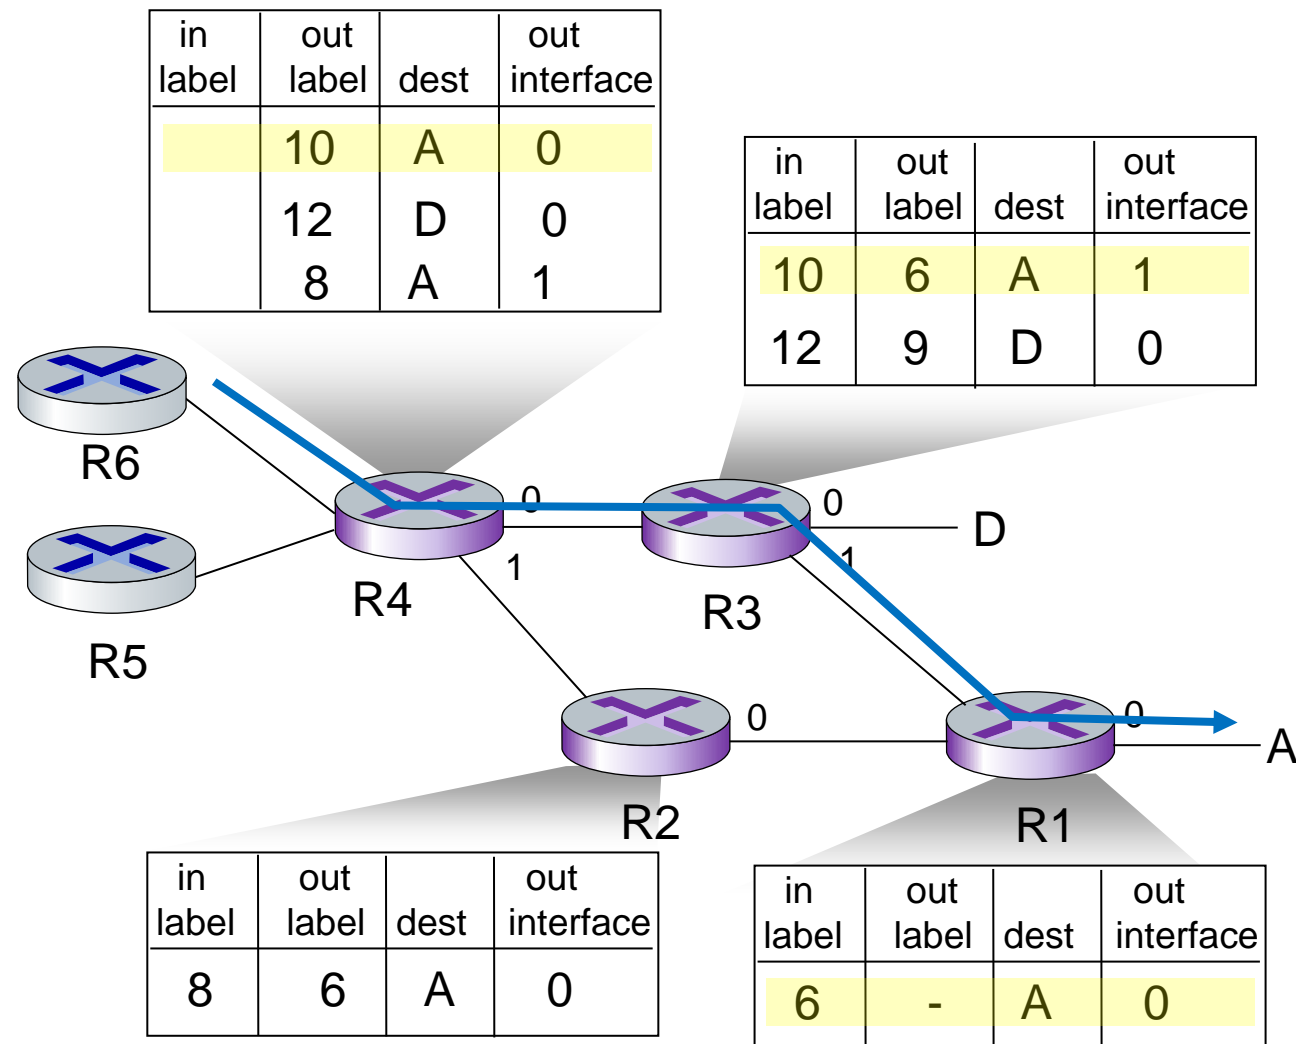 in out out
label label dest interface
10 A 0
12 D 0
8 A 1
in out out
label label dest interface
10 6 A 1
12 9 D 0
R6
0
0
D
1
1
R4
R3
R5
0
0
A
R2
R1
in out out
label label dest interface
8 6 A 0
in out out
label label dest interface
6 - A 0